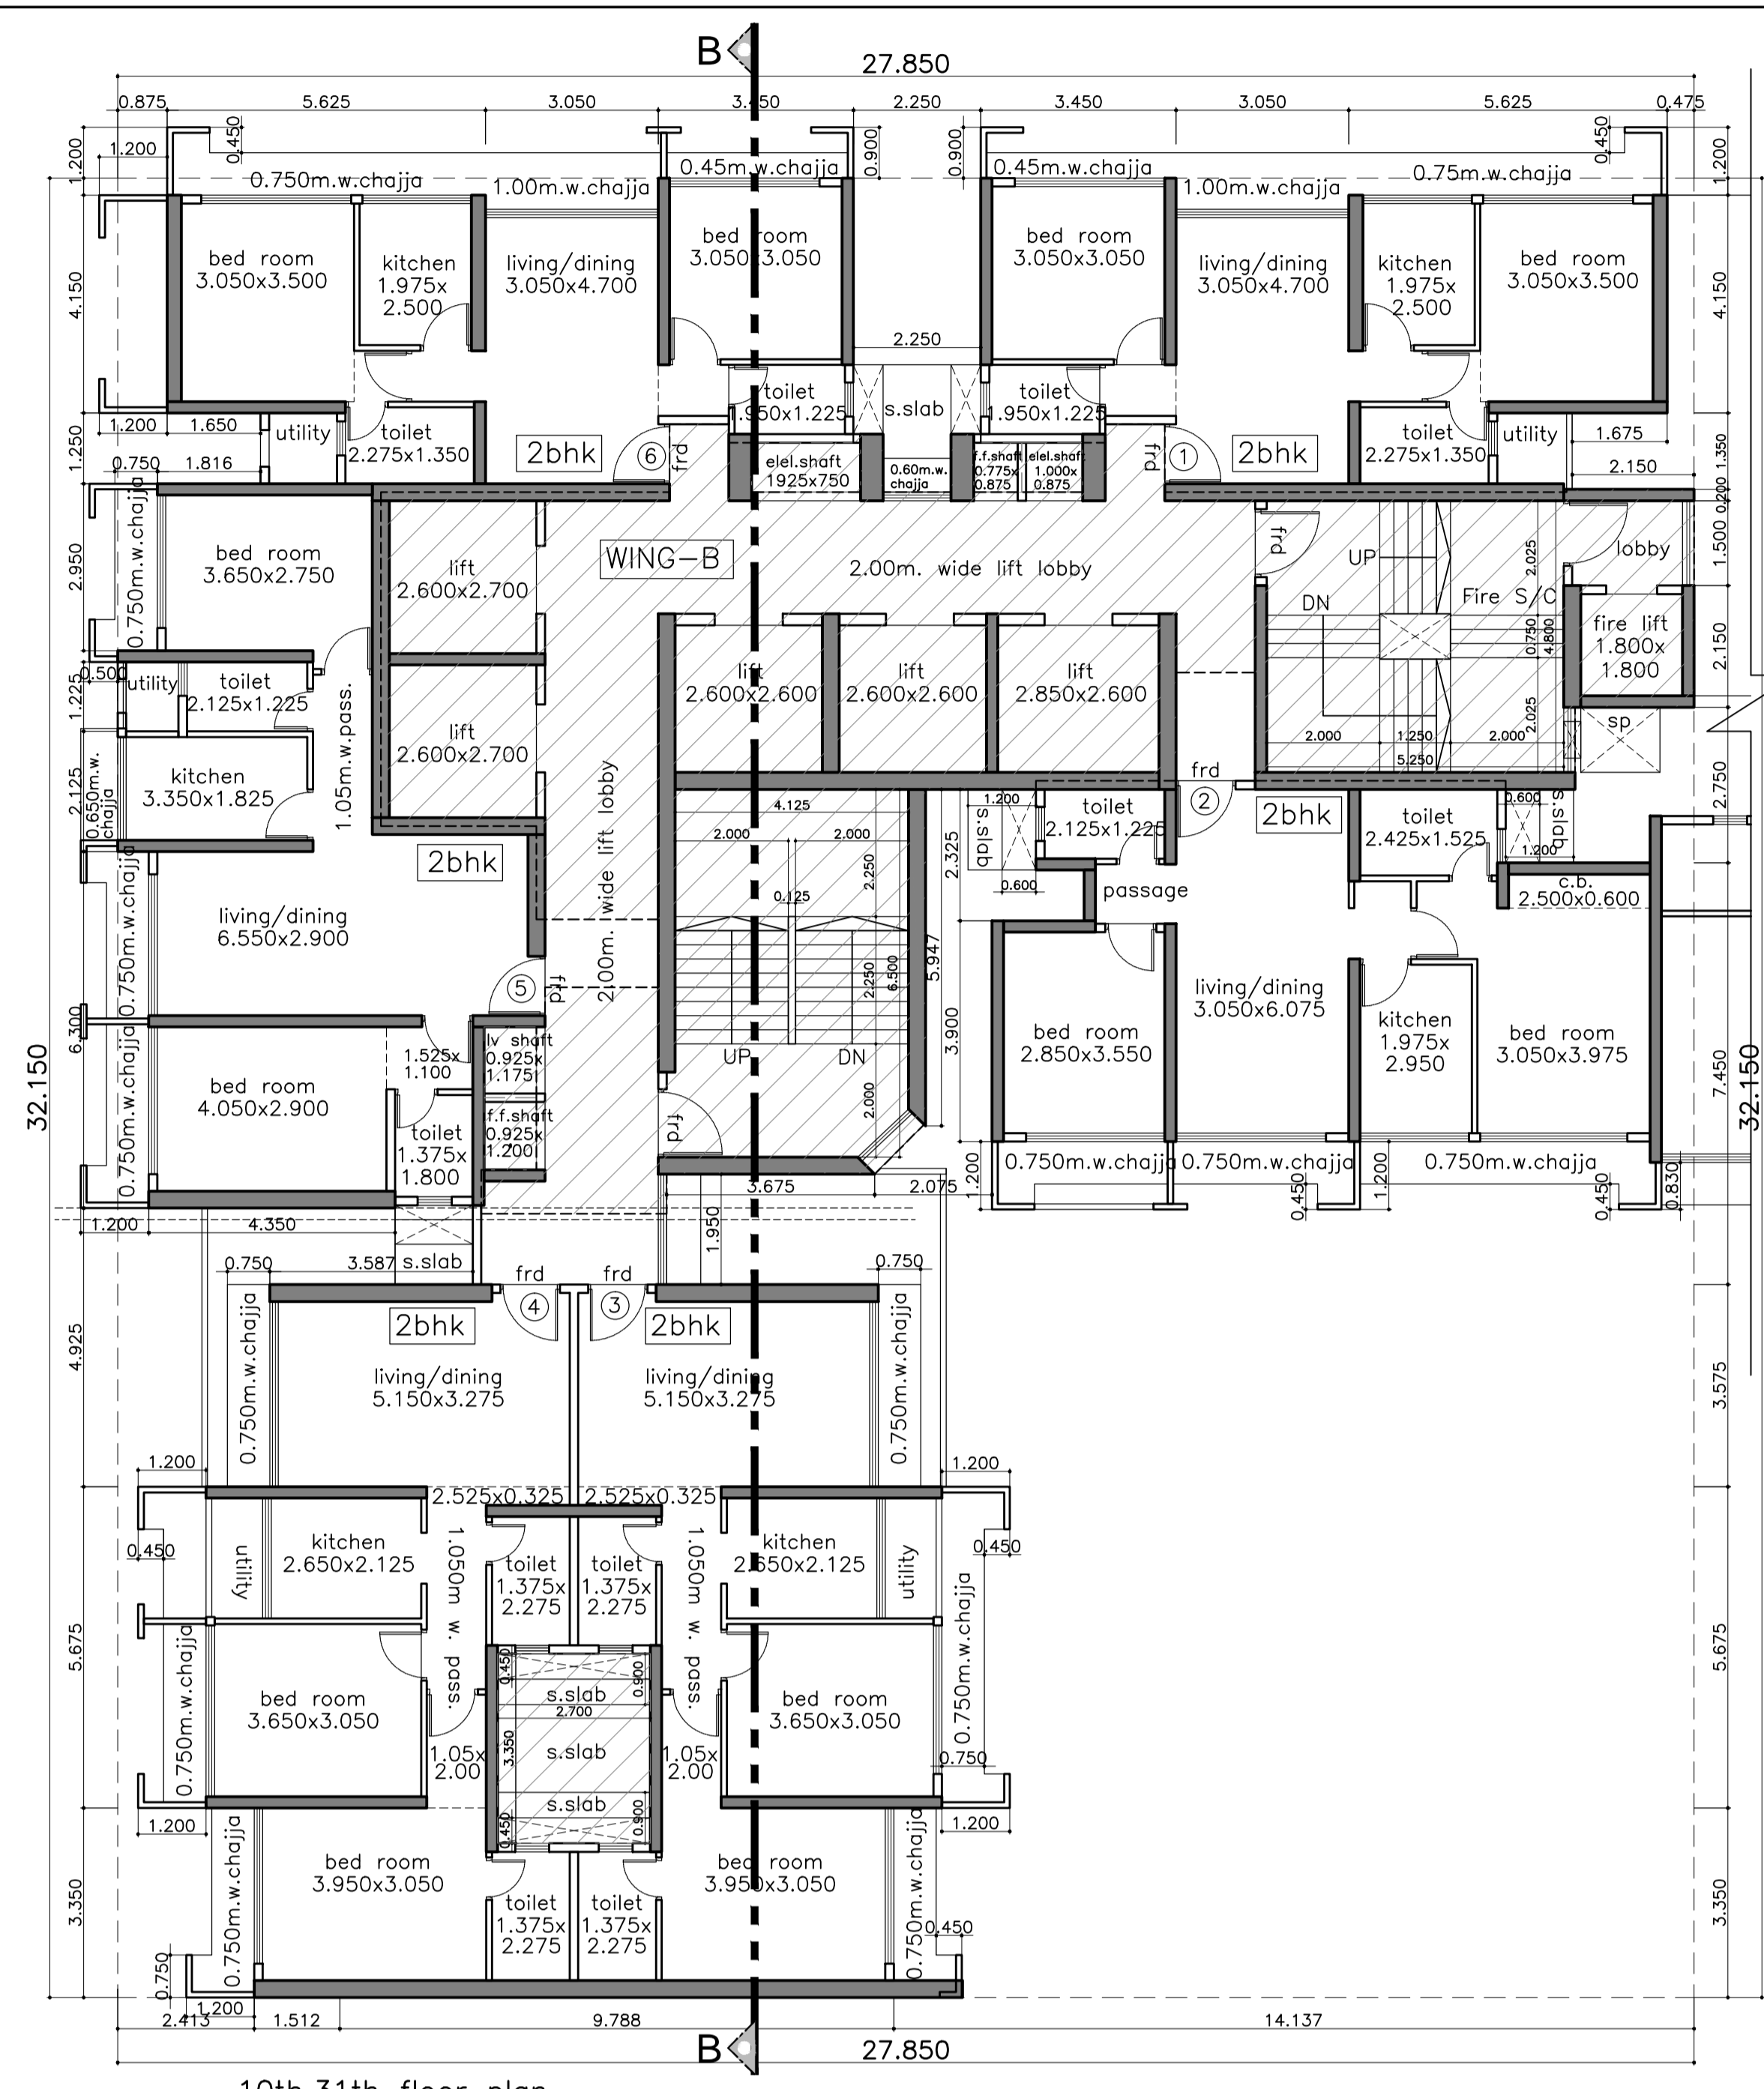 B
27.850
0.875 5.625 3.050 3.450 2.250 3.450 3.050 5.625 0.475
1.200 1.200 0.450 0.900 0.900 0.450 1.200
0.750m.w.chajja 1.00m.w.chajja 0.45m.w.chajja 0.45m.w.chajja 1.00m.w.chajja 0.75m.w.chajja
bed room
3.050x3.500
kitchen
1.975x
2.500
living/dining
3.050x4.700
bed room
3.050x3.050
bed room
3.050x3.050
living/dining
3.050x4.700
kitchen
1.975x
2.500
bed room
3.050x3.500
4.150 4.150
2.250
toilet
1.950x1.225
s.slab
toilet
1.950x1.225
1.200 1.650
utility
toilet
2.275x1.350
2bhk
6
frd
elel.shaft
1925x750
0.60m.w.
chajja
f.f.shaft
0.775x
0.875
elel.shaft
1.000x
0.875
frd
1
2bhk
toilet
2.275x1.350
utility
1.675
2.150
1.250 1.350
0.750 1.816
0.200
0.750m.w.chajja
bed room
3.650x2.750
lift
2.600x2.700
WING-B
2.00m. wide lift lobby
frd
UP
DN
2.025
Fire S/C
0.750
4.800
2.025
lobby
fire lift
1.800x
1.800
2.950 1.500
2.150
0.500
utility
toilet
2.125x1.225
1.225
1.05m.w.pass.
lift
2.600x2.700
lift
2.600x2.600
lift
2.600x2.600
lift
2.850x2.600
2.000 1.250 2.000
5.250
sp
kitchen
3.350x1.825
2.125
0.650m.w.
chajja
2bhk
2.00m. wide lift lobby
4.125
2.000 2.000
2.250
0.125
2.250
6.500
5.947
2.000
UP DN
frd
2.325
3.900
1.200
s.slab
0.600
toilet
2.125x1.225
passage
frd
2
2bhk
toilet
2.425x1.525
0.600
s.slab
1.200
c.b.
2.500x0.600
2.750
living/dining
6.550x2.900
0.750m.w.chajja
5
frd
6.300
32.150
0.750m.w.chajja
bed room
4.050x2.900
1.525x
1.100
lv shaft
0.925x
1.175
f.f.shaft
0.925x
1.200
toilet
1.375x
1.800
bed room
2.850x3.550
living/dining
3.050x6.075
kitchen
1.975x
2.950
bed room
3.050x3.975
7.450
32.150
0.750m.w.chajja 0.750m.w.chajja 0.750m.w.chajja
1.200 0.450 1.200 0.450 0.830
1.200 4.350
3.675 2.075
1.950
0.750 3.587 s.slab
0.750
frd frd
4 3
2bhk 2bhk
0.750m.w.chajja
living/dining
5.150x3.275
living/dining
5.150x3.275
0.750m.w.chajja
4.925 3.575
1.200 1.200
2.525x0.325 2.525x0.325
0.450
utility
kitchen
2.650x2.125
1.050m w. pass.
toilet
1.375x
2.275
toilet
1.375x
2.275
1.050m w. pass.
kitchen
2.650x2.125
utility
0.450
0.750m.w.chajja
5.675 5.675
0.750m.w.chajja
bed room
3.650x3.050
0.450
s.slab
0.900
2.700
3.350
s.slab
s.slab
0.450
0.900
1.05x
2.00
1.05x
2.00
bed room
3.650x3.050
0.750
1.200 1.200
0.750m.w.chajja
bed room
3.950x3.050
toilet
1.375x
2.275
toilet
1.375x
2.275
bed room
3.950x3.050
0.750m.w.chajja
0.450
3.350 3.350
0.750
1.200
2.413 1.512 9.788 14.137
B
27.850
10th-31th floor plan